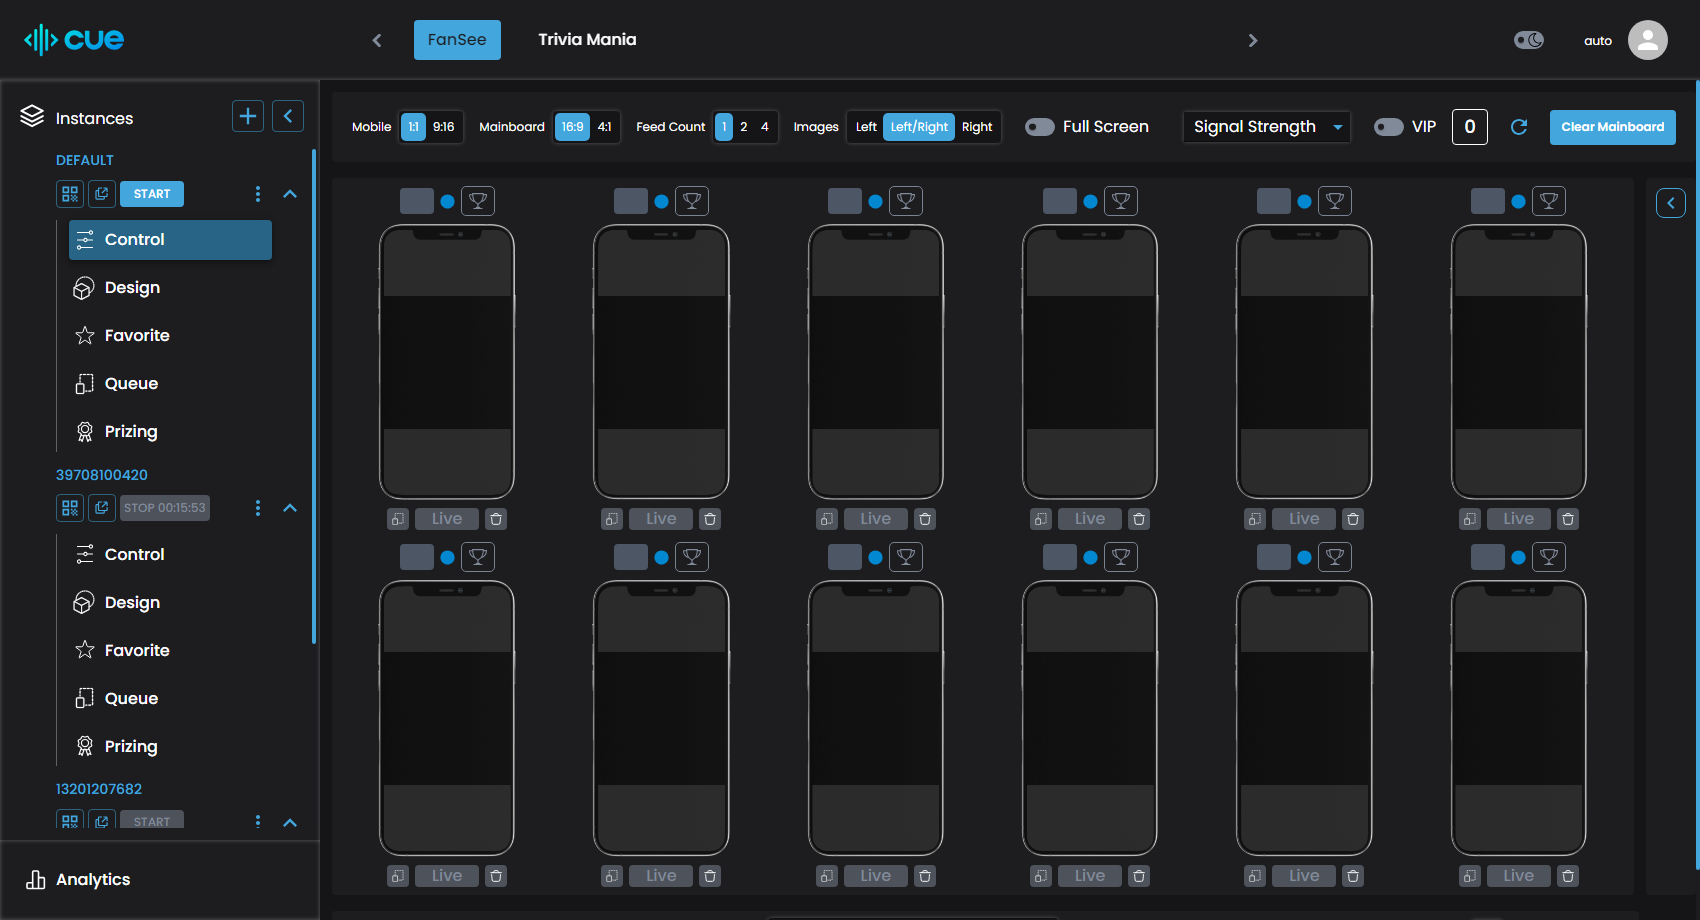 cue
FanSee
Trivia Mania
auto
Instances
DEFAULT
START
Control
Design
Favorite
Queue
Prizing
39708100420
STOP 00:15:53
Control
Design
Favorite
Queue
Prizing
13201207682
START
Analytics
Mobile 1:1 9:16 Mainboard 16:9 4:1 Feed Count 1 2 4 Images Left Left/Right Right Full Screen Signal Strength VIP 0 Clear Mainboard
Live Live Live Live Live Live
Live Live Live Live Live Live